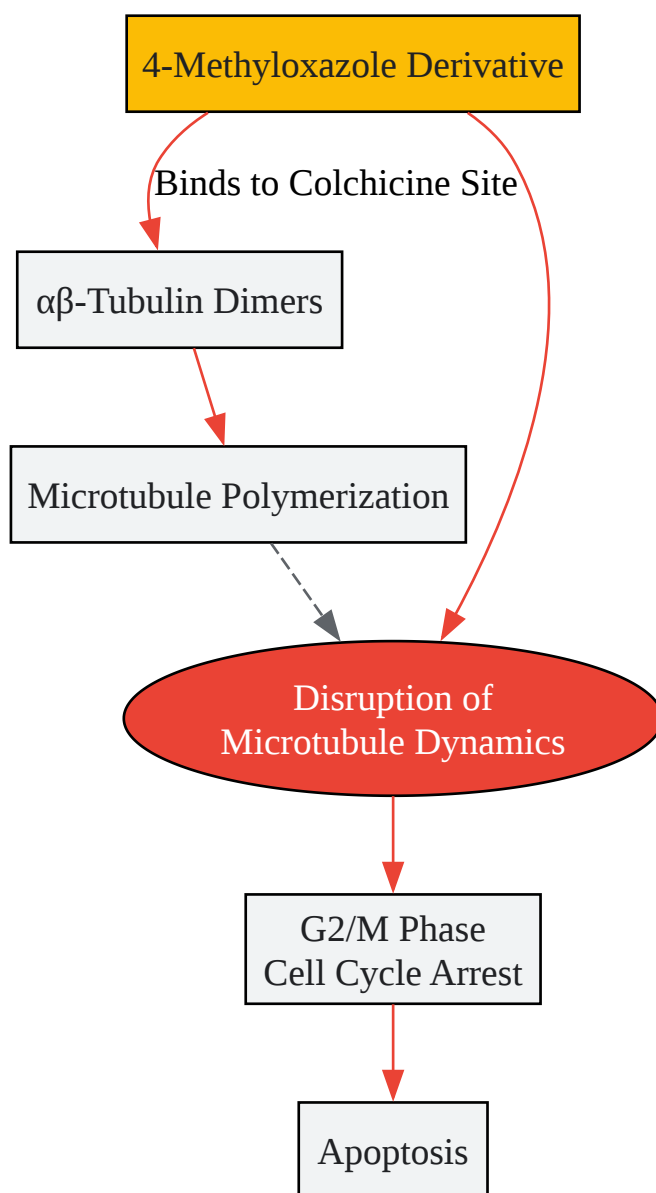 4-Methyloxazole Derivative
Binds to Colchicine Site
αβ-Tubulin Dimers
Microtubule Polymerization
Disruption of
Microtubule Dynamics
G2/M Phase
Cell Cycle Arrest
Apoptosis